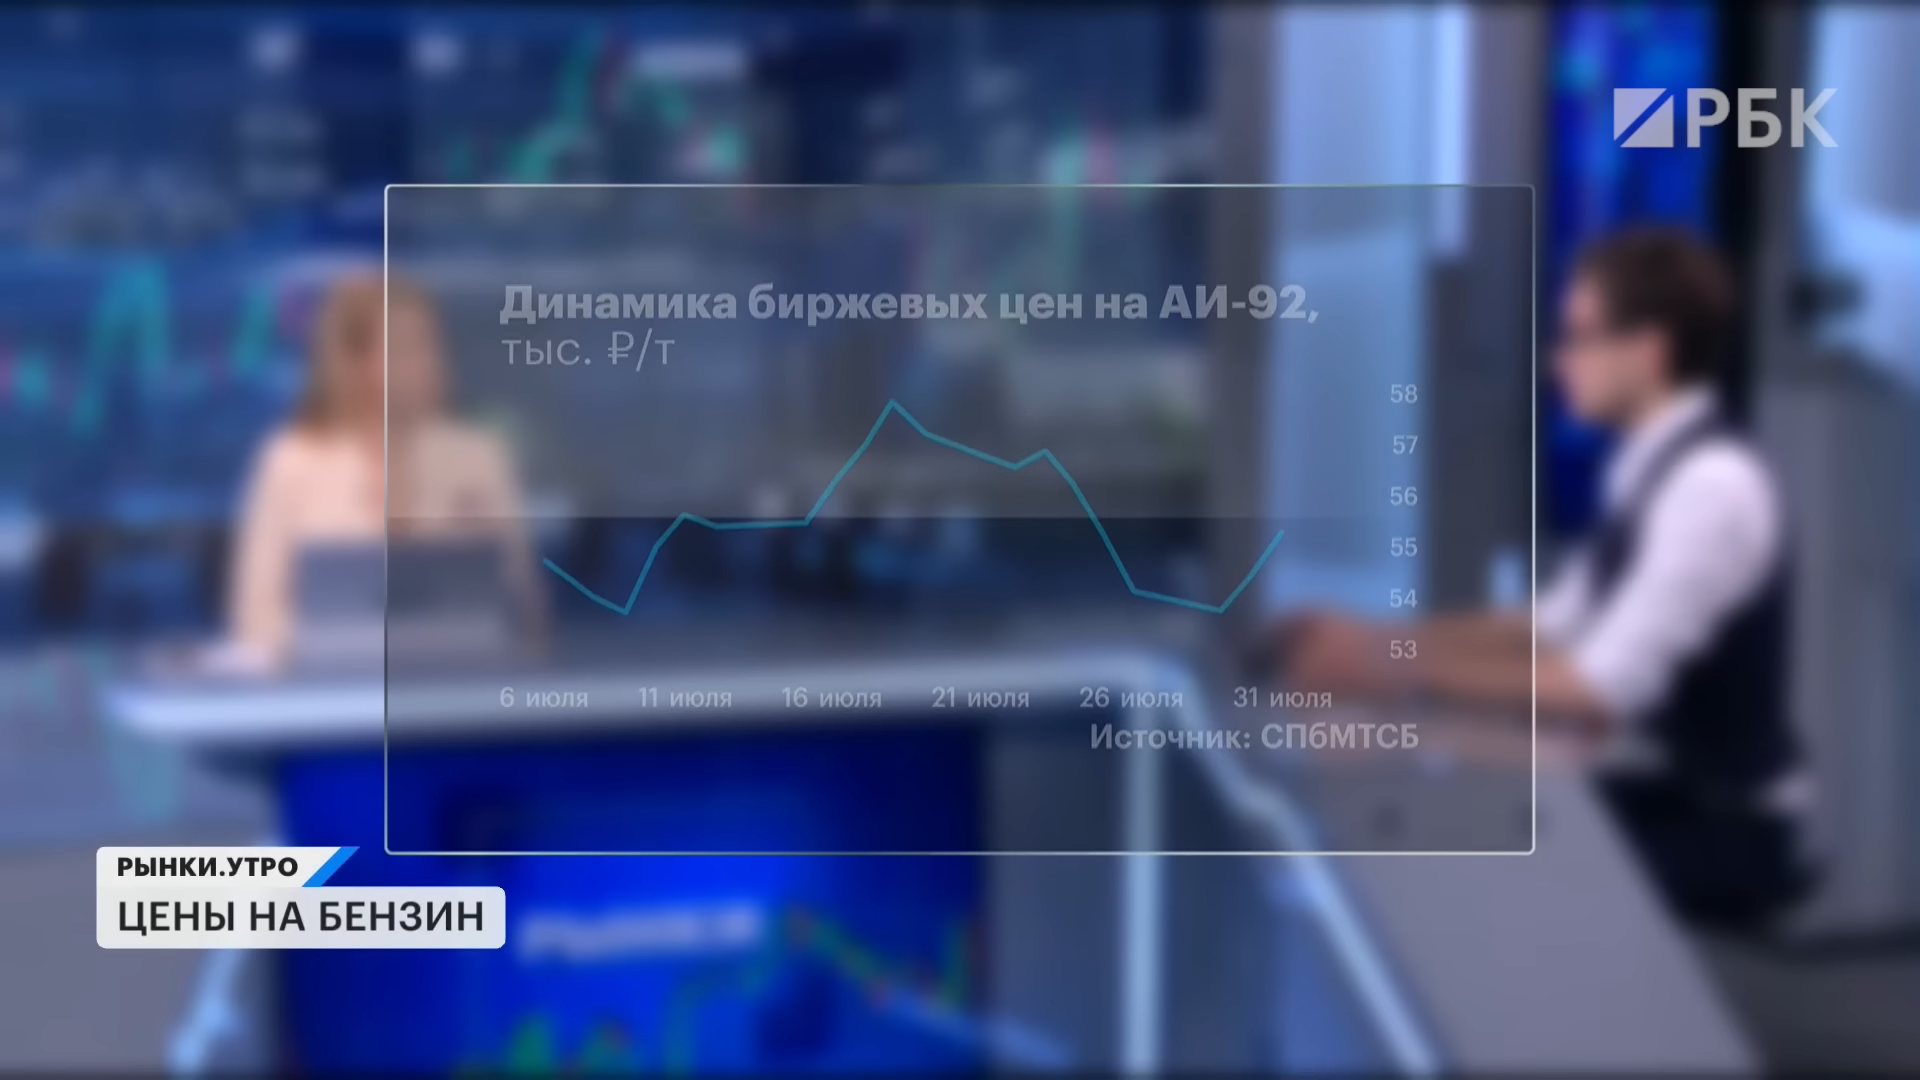 РБК
Динамика биржевых цен на АИ-92,
тыс. ₽/т
58
57
56
55
54
53
6 июля 11 июля 16 июля 21 июля 26 июля 31 июля
Источник: СПбМТСБ
РЫНКИ.УТРО
ЦЕНЫ НА БЕНЗИН